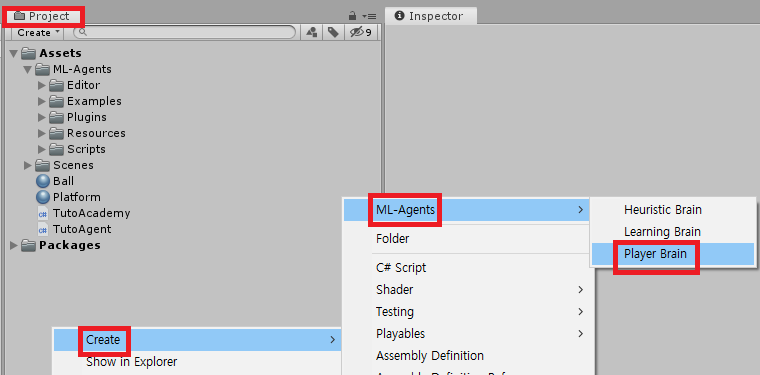 Project
Inspector
Create
9
Assets
ML-Agents
Editor
Examples
Plugins
Resources
Scripts
Scenes
Ball
Platform
C# TutoAcademy
C# TutoAgent
Packages
Create
Show in Explorer
ML-Agents
Folder
C# Script
Shader
Testing
Playables
Assembly Definition
Heuristic Brain
Learning Brain
Player Brain